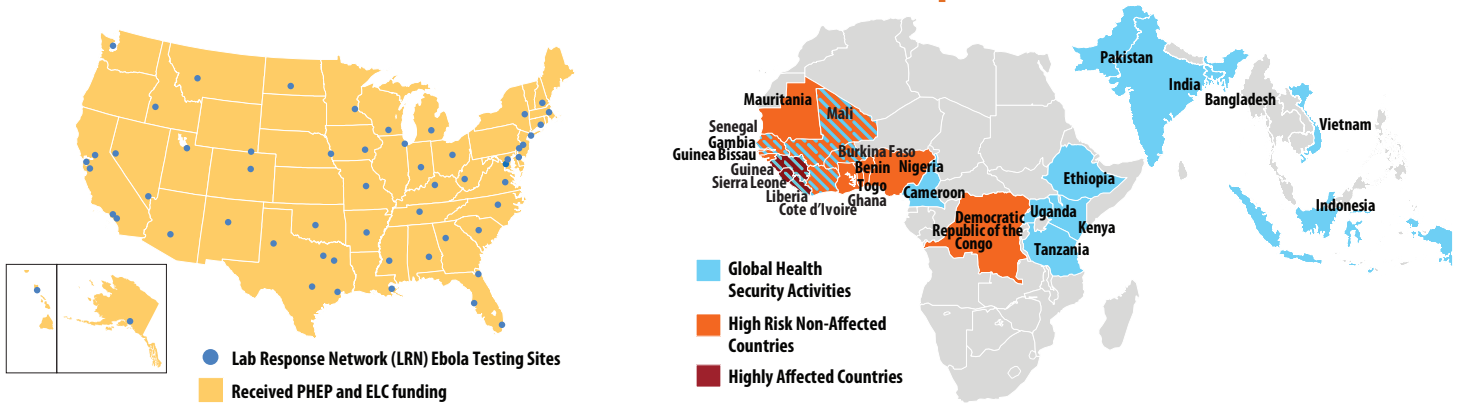 Lab Response Network (LRN) Ebola Testing Sites
Received PHEP and ELC funding
Mauritania
Mali
Senegal
Gambia
Guinea Bissau
Guinea
Sierra Leone
Liberia
Cote d'Ivoire
Burkina Faso
Benin
Nigeria
Togo
Ghana
Cameroon
Democratic
Republic of the
Congo
Ethiopia
Uganda
Kenya
Tanzania
Pakistan
India
Bangladesh
Vietnam
Indonesia
Global Health
Security Activities
High Risk Non-Affected
Countries
Highly Affected Countries